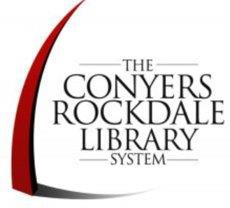 THE
CONYERS
ROCKDALE
LIBRARY
SYSTEM